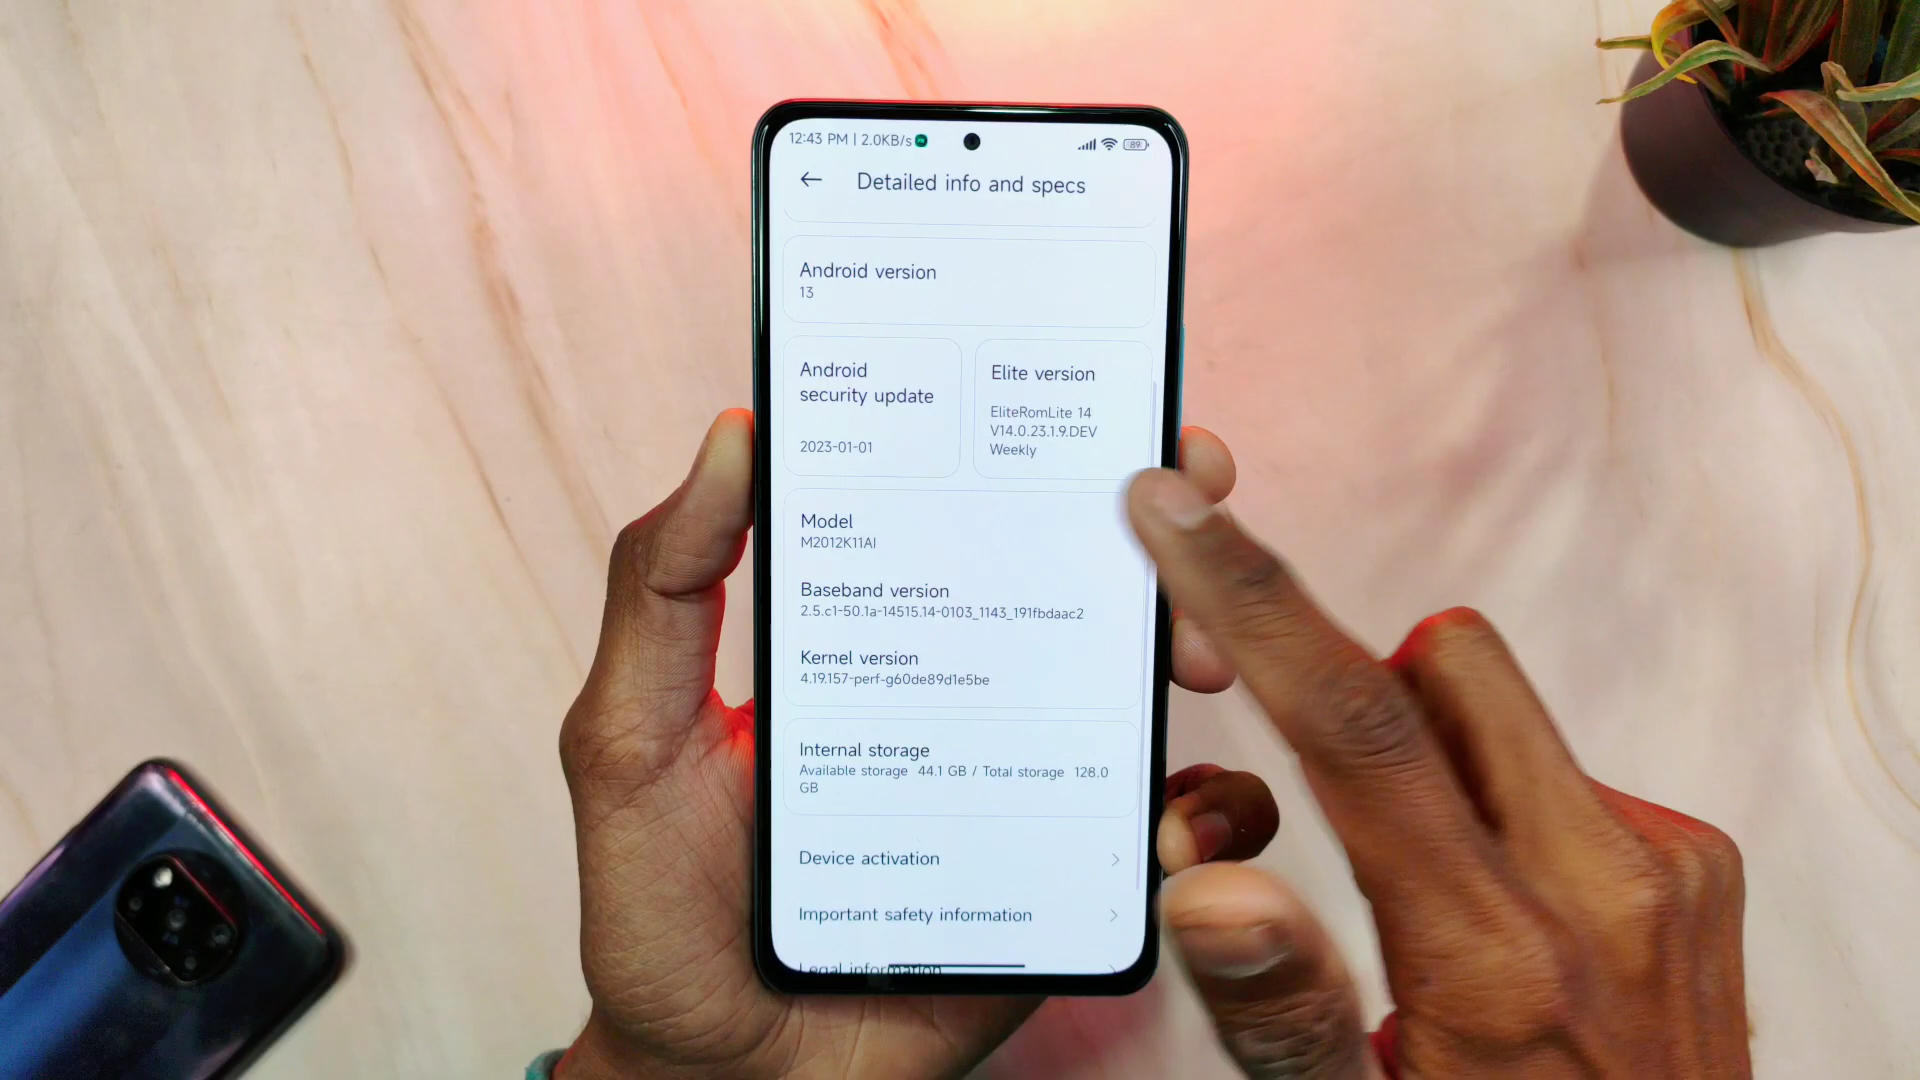 12:43 PM | 2.0KB/s
89
Detailed info and specs
Android version
13
Android
security update
2023-01-01
Elite version
EliteRomLite 14
V14.0.23.1.9.DEV
Weekly
Model
M2012K11AI
Baseband version
2.5.c1-50.1a-14515.14-0103_1143_191fbdaac2
Kernel version
4.19.157-perf-g60de89d1e5be
Internal storage
Available storage 44.1 GB / Total storage 128.0
GB
Device activation
Important safety information
Legal information